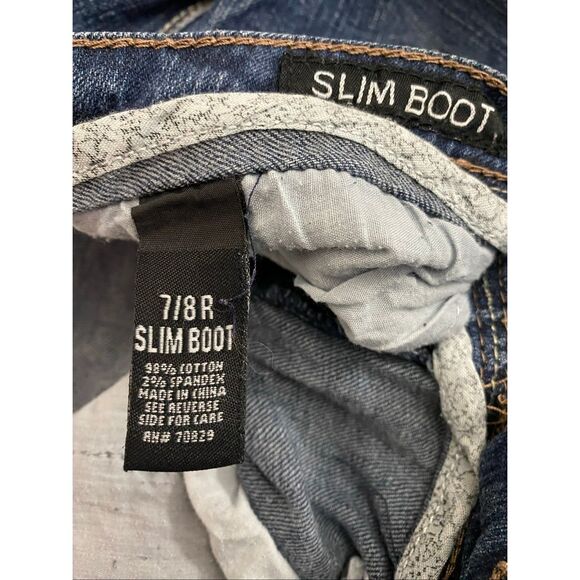 SLIM BOOT
7/8 R
SLIM BOOT
98% COTTON
2% SPANDEX
MADE IN CHINA
SEE REVERSE
SIDE FOR CARE
RN# 70829